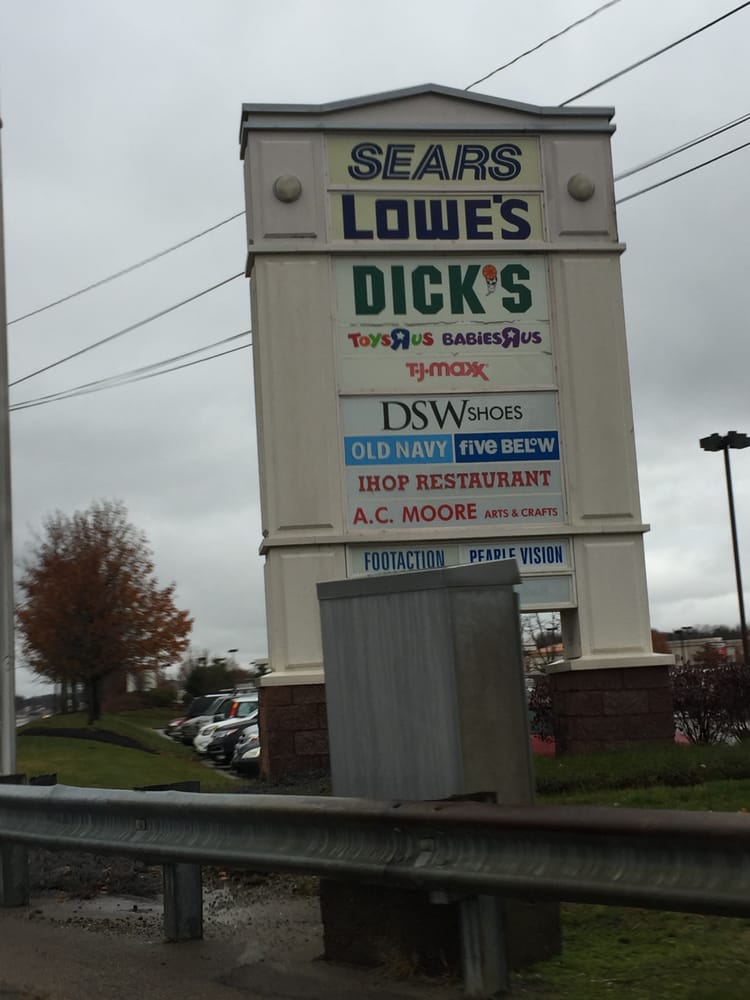 SEARS
LOWE'S
DICK'S
TOYSRUS BABIESRUS
T·J·maxx
DSW SHOES
OLD NAVY five BELOW
IHOP RESTAURANT
A.C. MOORE ARTS & CRAFTS
FOOTACTION PEARLE VISION